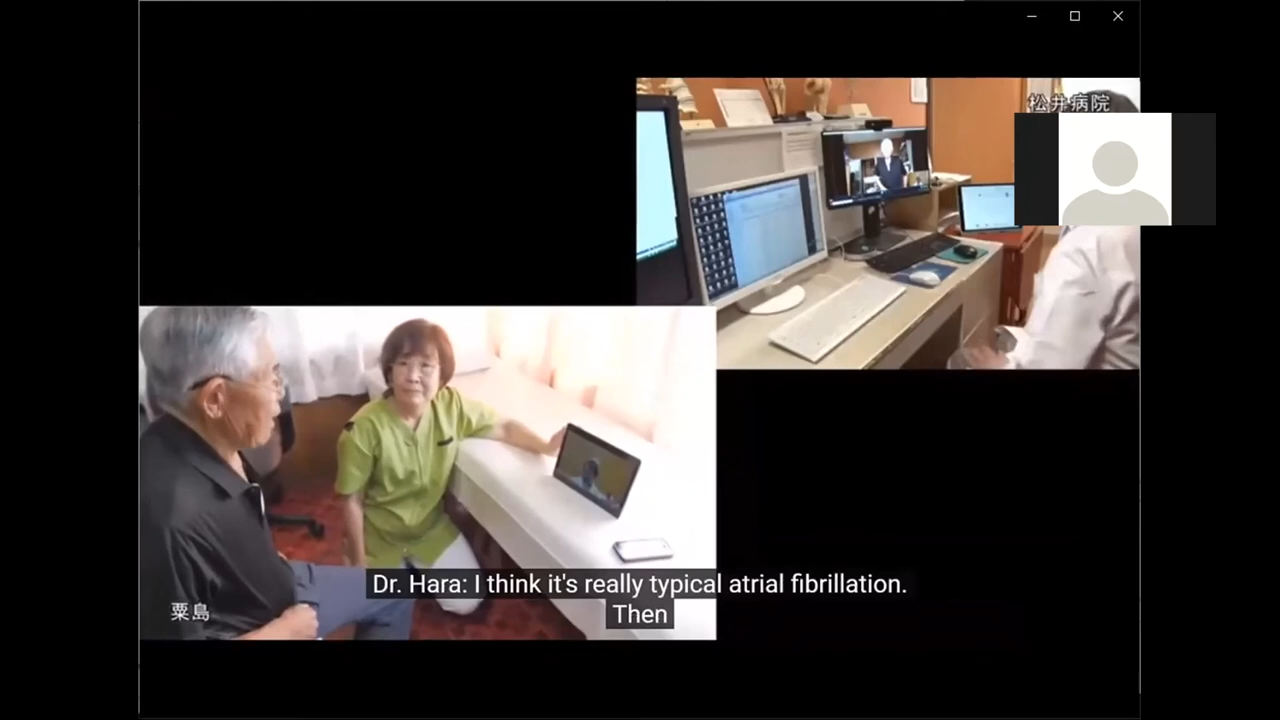 松井病院
粟島
Dr. Hara: I think it's really typical atrial fibrillation.
Then